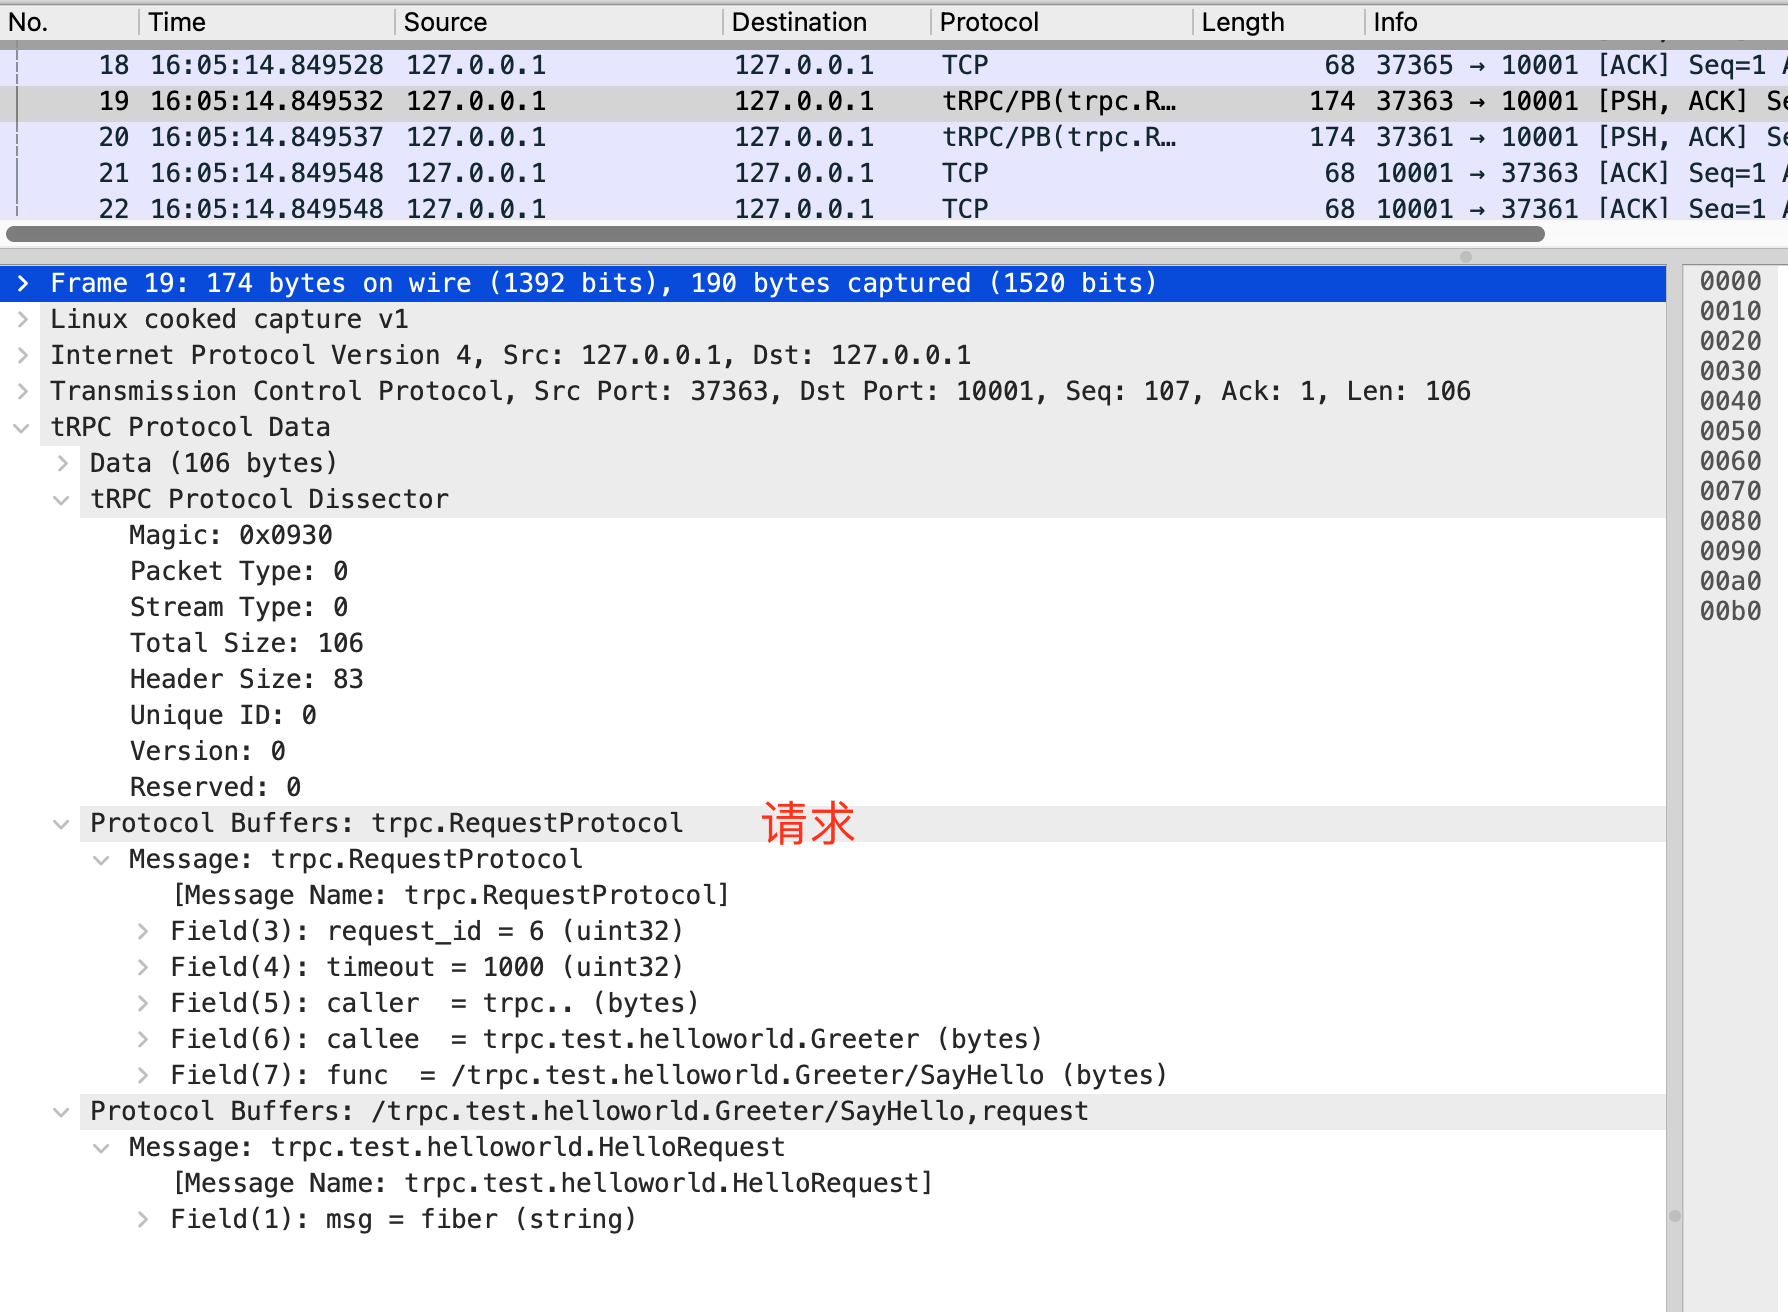 No. Time Source Destination Protocol Length Info
18 16:05:14.849528 127.0.0.1 127.0.0.1 TCP 68 37365 → 10001 [ACK] Seq=1
19 16:05:14.849532 127.0.0.1 127.0.0.1 tRPC/PB(trpc.R… 174 37363 → 10001 [PSH, ACK]
20 16:05:14.849537 127.0.0.1 127.0.0.1 tRPC/PB(trpc.R… 174 37361 → 10001 [PSH, ACK]
21 16:05:14.849548 127.0.0.1 127.0.0.1 TCP 68 10001 → 37363 [ACK] Seq=1
22 16:05:14.849548 127.0.0.1 127.0.0.1 TCP 68 10001 → 37361 [ACK] Seq=1
Frame 19: 174 bytes on wire (1392 bits), 190 bytes captured (1520 bits)
Linux cooked capture v1
Internet Protocol Version 4, Src: 127.0.0.1, Dst: 127.0.0.1
Transmission Control Protocol, Src Port: 37363, Dst Port: 10001, Seq: 107, Ack: 1, Len: 106
tRPC Protocol Data
Data (106 bytes)
tRPC Protocol Dissector
Magic: 0x0930
Packet Type: 0
Stream Type: 0
Total Size: 106
Header Size: 83
Unique ID: 0
Version: 0
Reserved: 0
Protocol Buffers: trpc.RequestProtocol 请求
Message: trpc.RequestProtocol
[Message Name: trpc.RequestProtocol]
Field(3): request_id = 6 (uint32)
Field(4): timeout = 1000 (uint32)
Field(5): caller = trpc.. (bytes)
Field(6): callee = trpc.test.helloworld.Greeter (bytes)
Field(7): func = /trpc.test.helloworld.Greeter/SayHello (bytes)
Protocol Buffers: /trpc.test.helloworld.Greeter/SayHello,request
Message: trpc.test.helloworld.HelloRequest
[Message Name: trpc.test.helloworld.HelloRequest]
Field(1): msg = fiber (string)
0000
0010
0020
0030
0040
0050
0060
0070
0080
0090
00a0
00b0